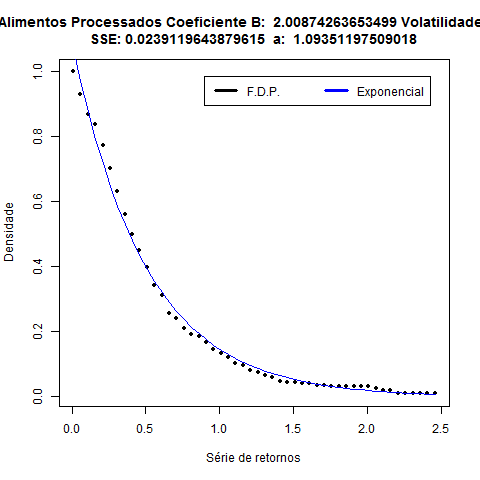 Alimentos Processados Coeficiente B: 2.00874263653499 Volatilidade
SSE: 0.0239119643879615 a: 1.09351197509018
F.D.P.
Exponencial
1.0
0.8
0.6
0.4
0.2
0.0
Densidade
0.0 0.5 1.0 1.5 2.0 2.5
Série de retornos